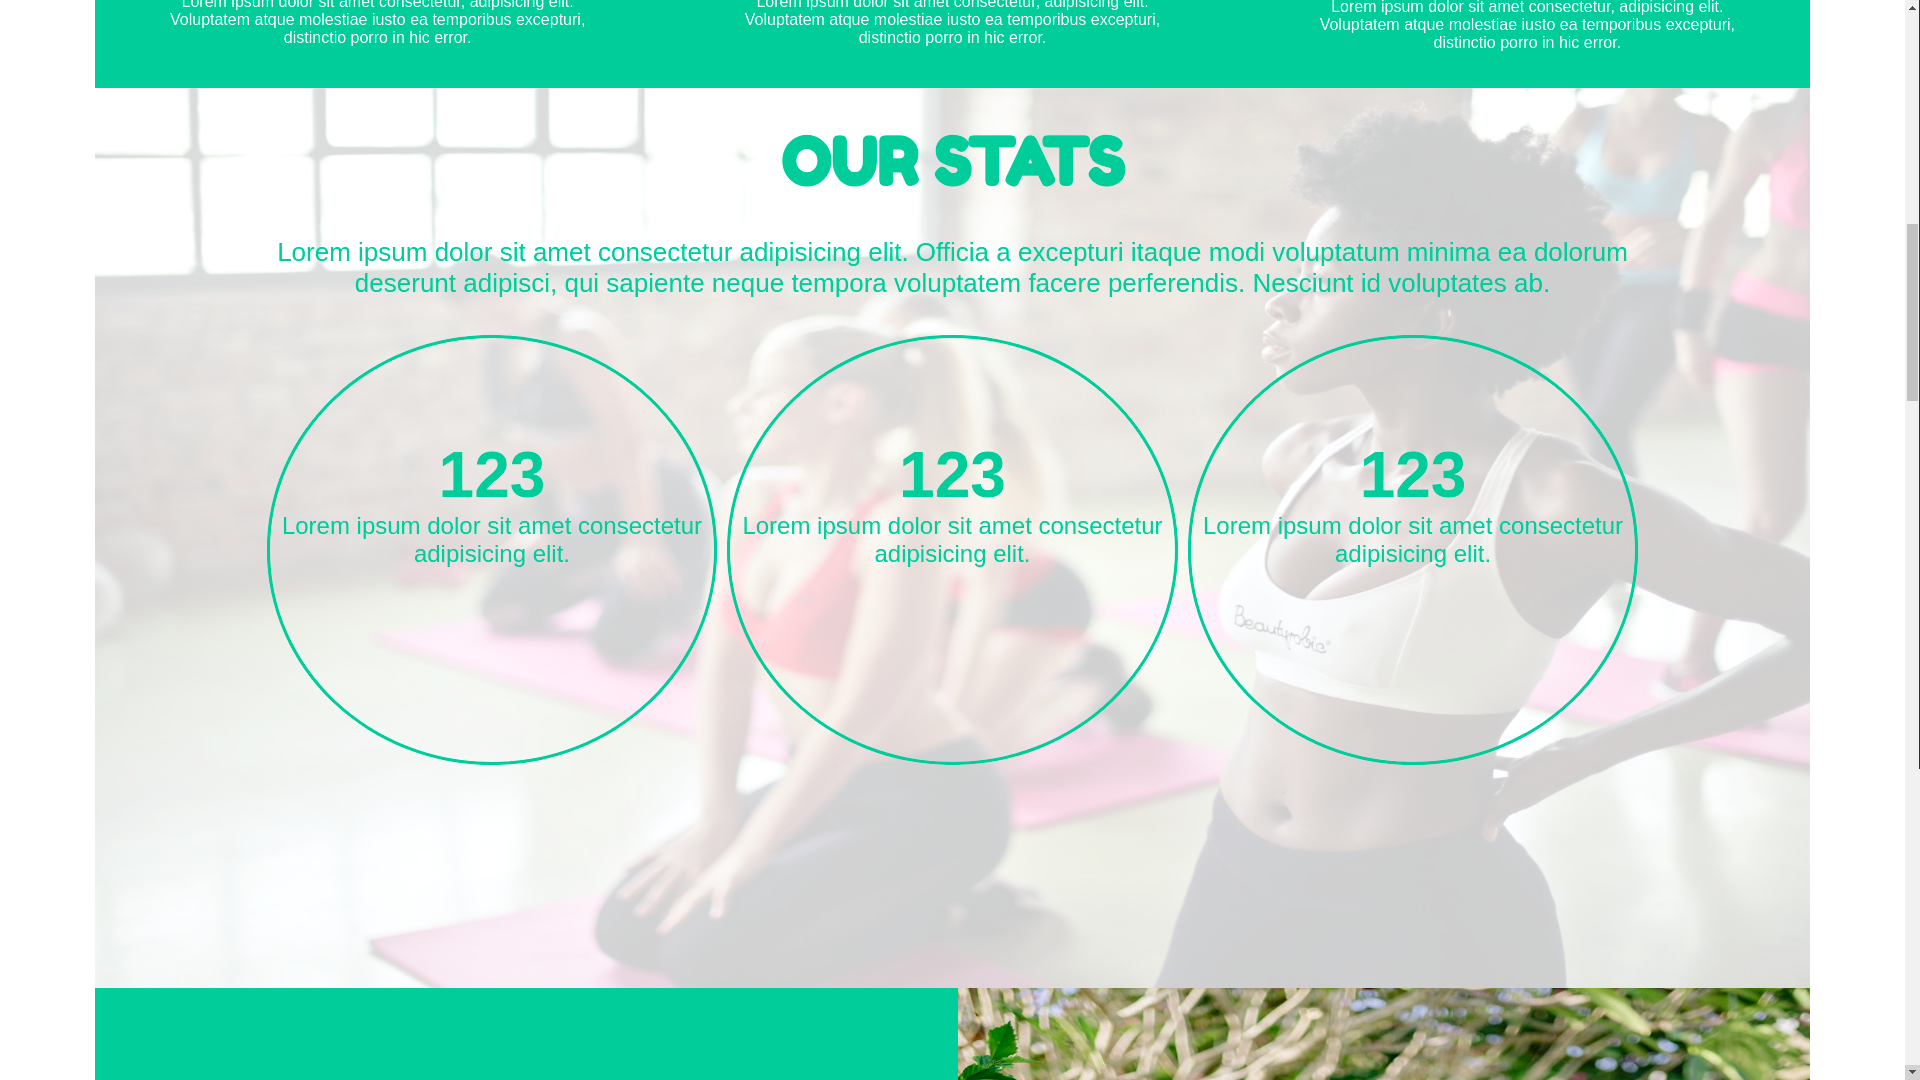 Lorem ipsum dolor sit amet consectetur, adipisicing elit.
Voluptatem atque molestiae iusto ea temporibus excepturi,
distinctio porro in hic error.
Lorem ipsum dolor sit amet consectetur, adipisicing elit.
Voluptatem atque molestiae iusto ea temporibus excepturi,
distinctio porro in hic error.
Lorem ipsum dolor sit amet consectetur, adipisicing elit.
Voluptatem atque molestiae iusto ea temporibus excepturi,
distinctio porro in hic error.
OUR STATS
Lorem ipsum dolor sit amet consectetur adipisicing elit. Officia a excepturi itaque modi voluptatum minima ea dolorum
deserunt adipisci, qui sapiente neque tempora voluptatem facere perferendis. Nesciunt id voluptates ab.
123
Lorem ipsum dolor sit amet consectetur
adipisicing elit.
123
Lorem ipsum dolor sit amet consectetur
adipisicing elit.
123
Lorem ipsum dolor sit amet consectetur
adipisicing elit.
Beautyrobic®